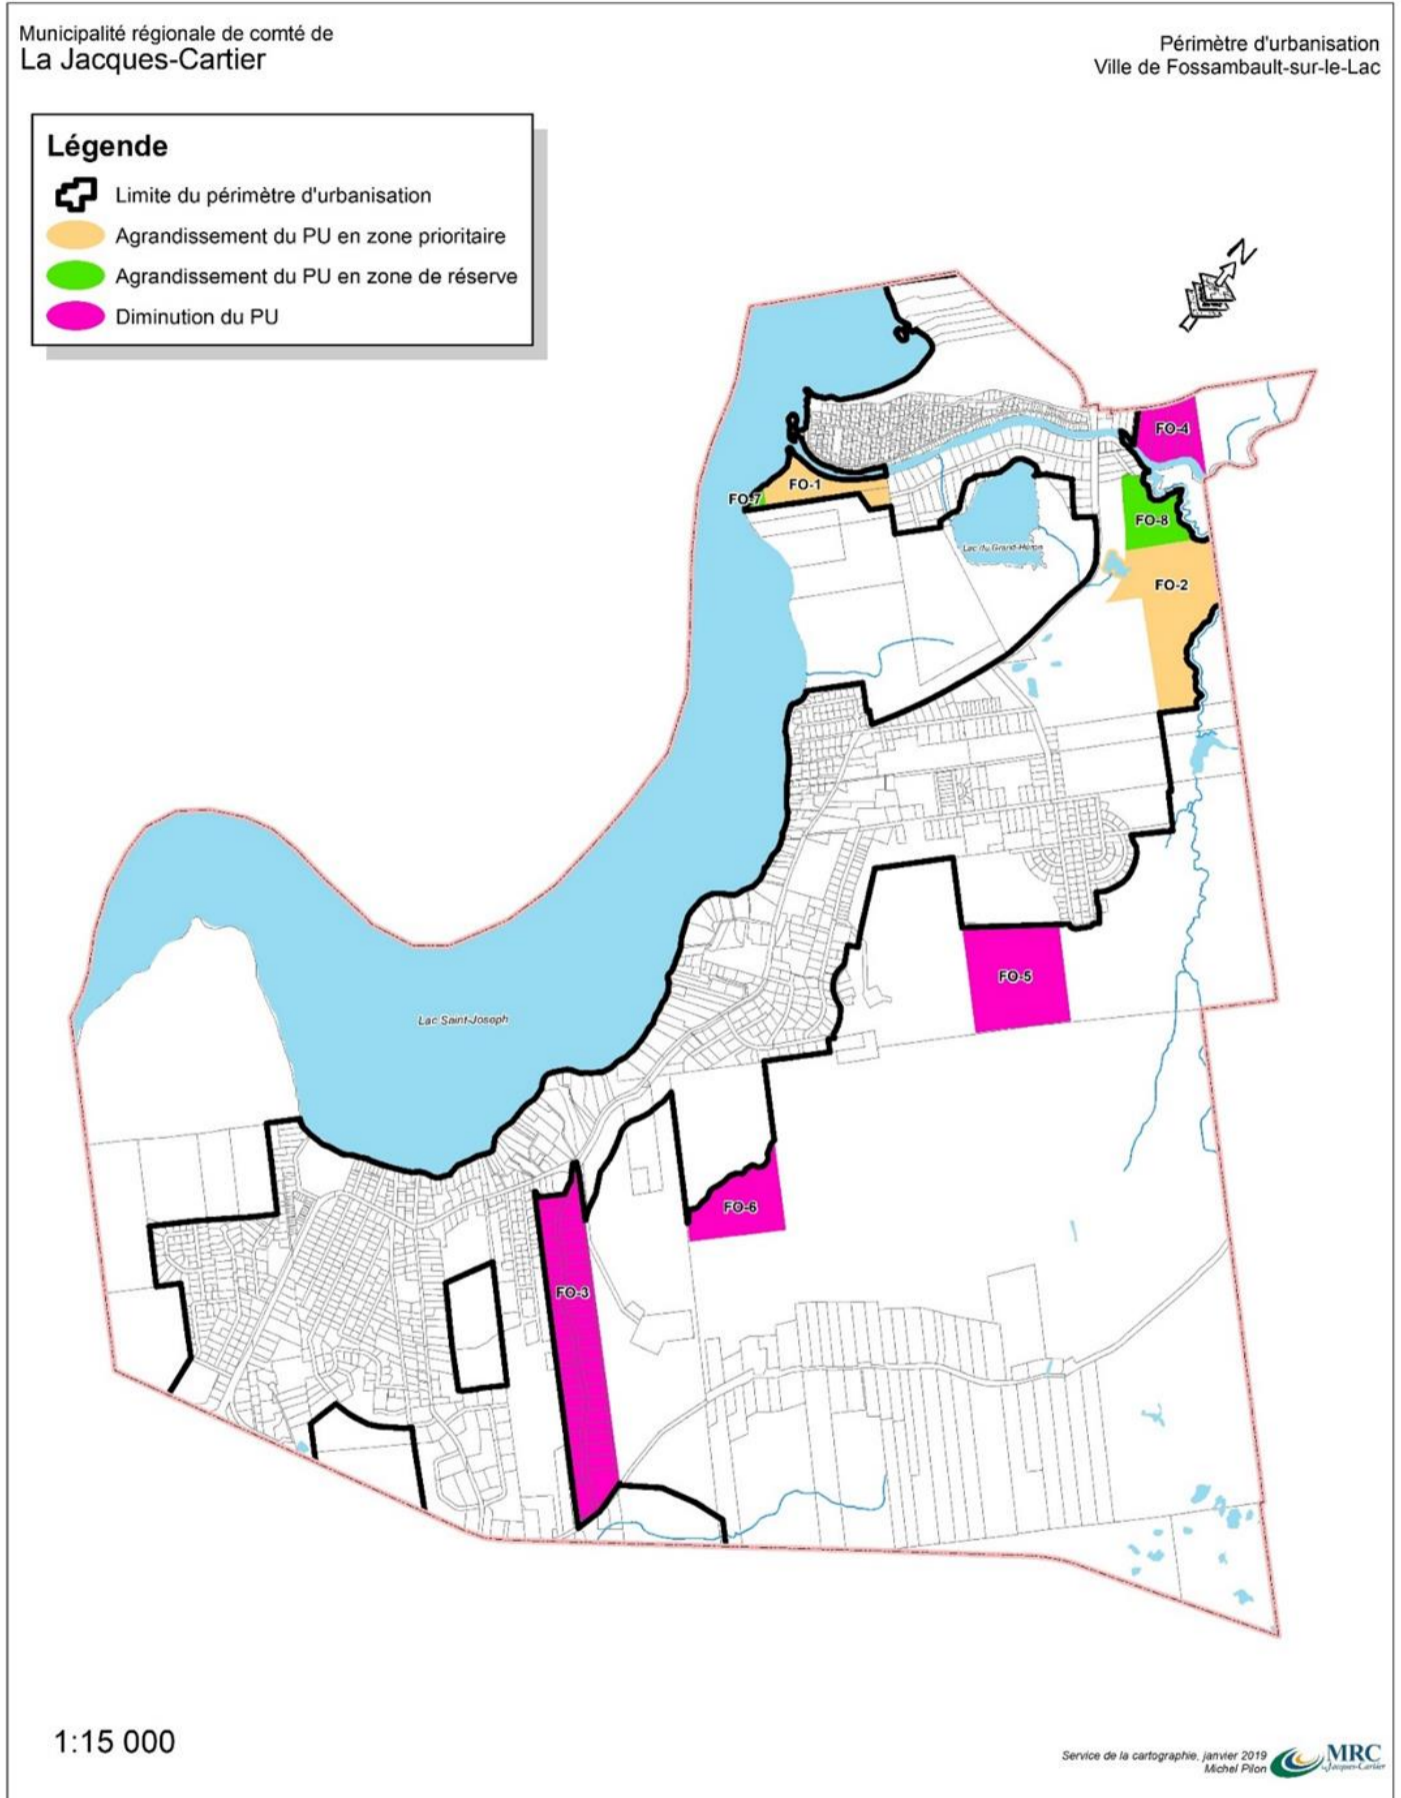 Municipalité régionale de comté de
La Jacques-Cartier
Périmètre d'urbanisation
Ville de Fossambault-sur-le-Lac
Légende
Limite du périmètre d'urbanisation
Agrandissement du PU en zone prioritaire
Agrandissement du PU en zone de réserve
Diminution du PU
N
FO-4
FO-1
FO-7
FO-8
Lac du Grand-Héron
FO-2
FO-5
Lac Saint-Joseph
FO-6
FO-3
1:15 000
Service de la cartographie, janvier 2019
Michel Pilon
MRC
La Jacques-Cartier